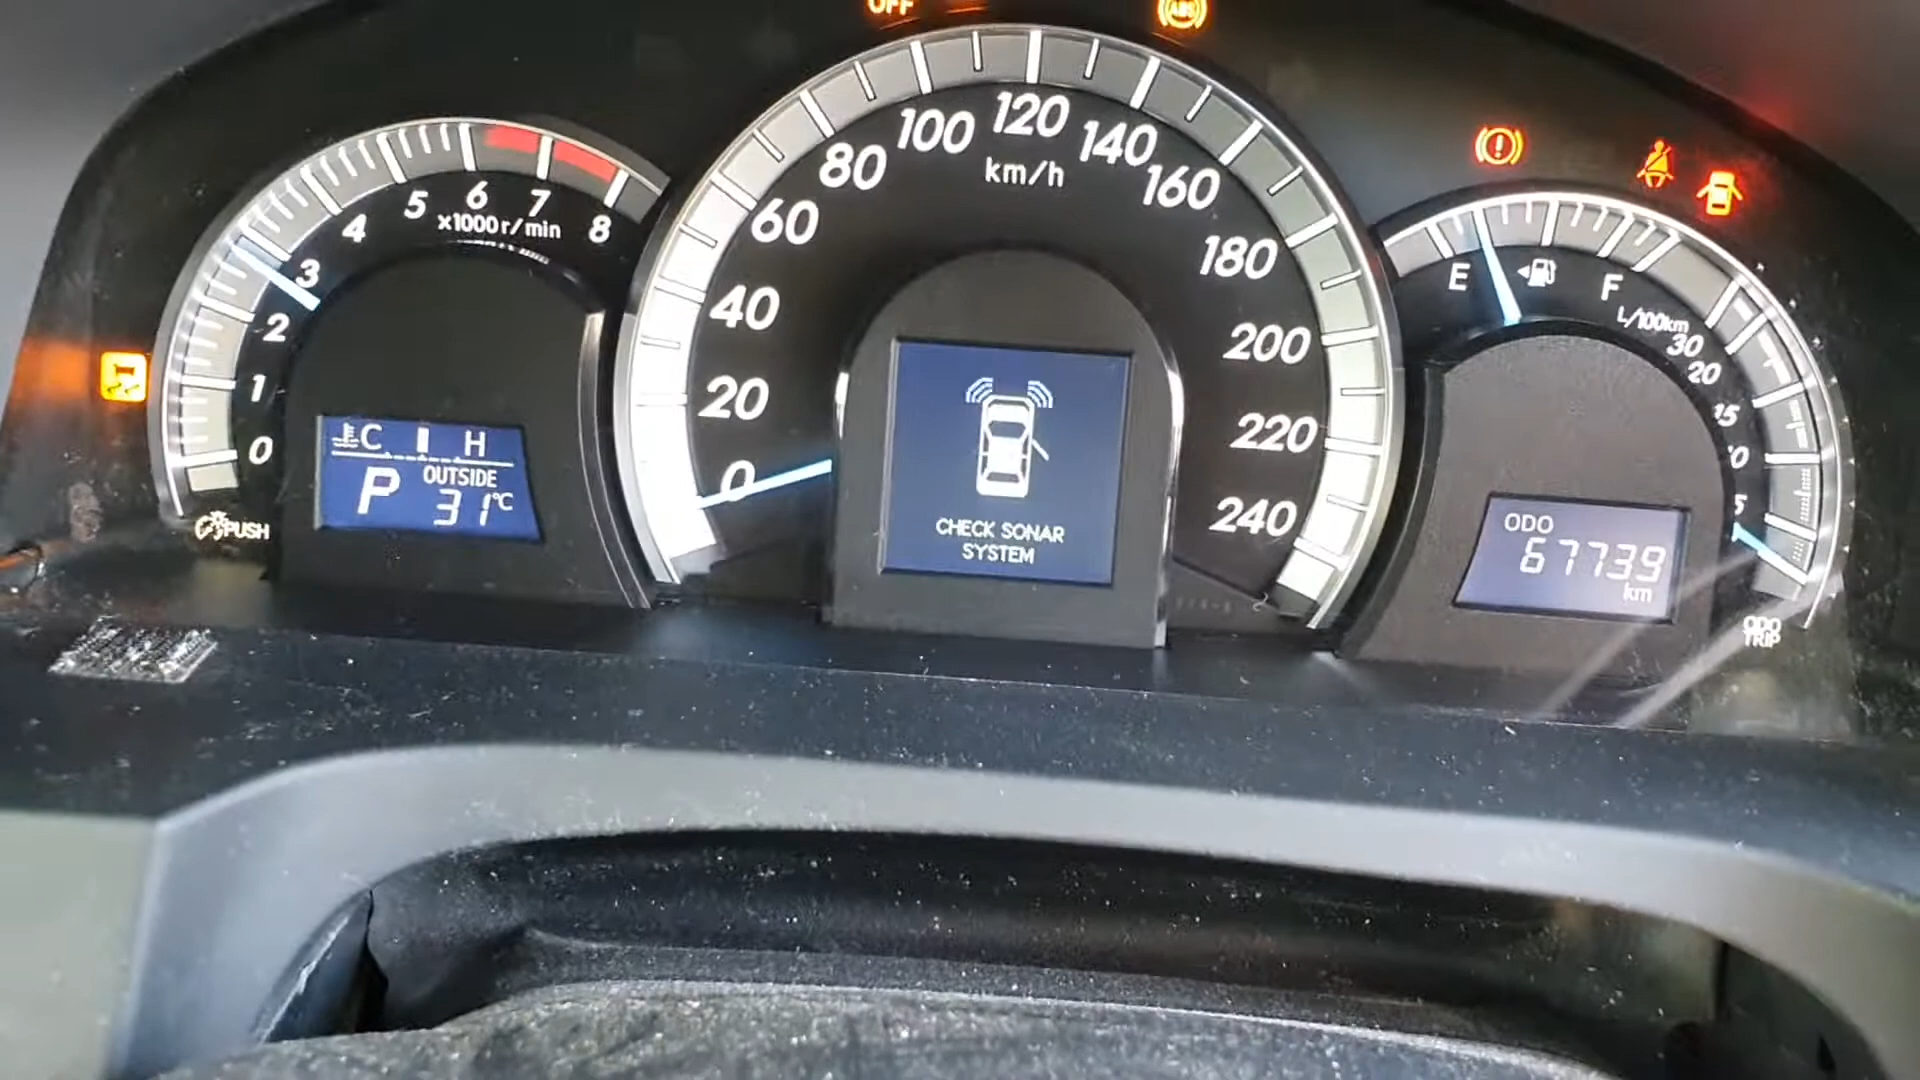 OFF
ABS
0
1
2
3
4
5
6
7
8
x1000r/min
PUSH
C H
P
OUTSIDE
31°C
0
20
40
60
80
100
120
140
160
180
200
220
240
km/h
CHECK SONAR
SYSTEM
E
F
L/100km
30
20
15
5
ODO
67739
km
ODO
TRIP